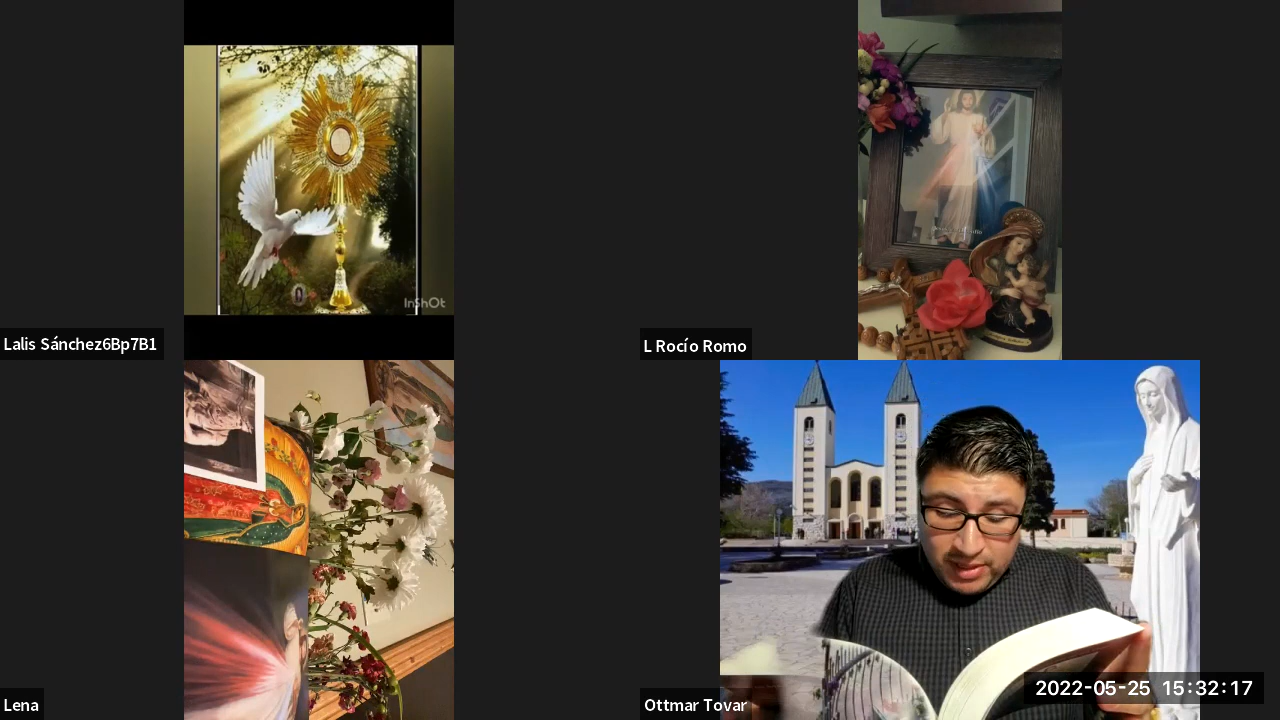 InShOt
Lalis Sánchez6Bp7B1
L Rocío Romo
Lena
Ottmar Tovar
2022-05-25 15:32:17